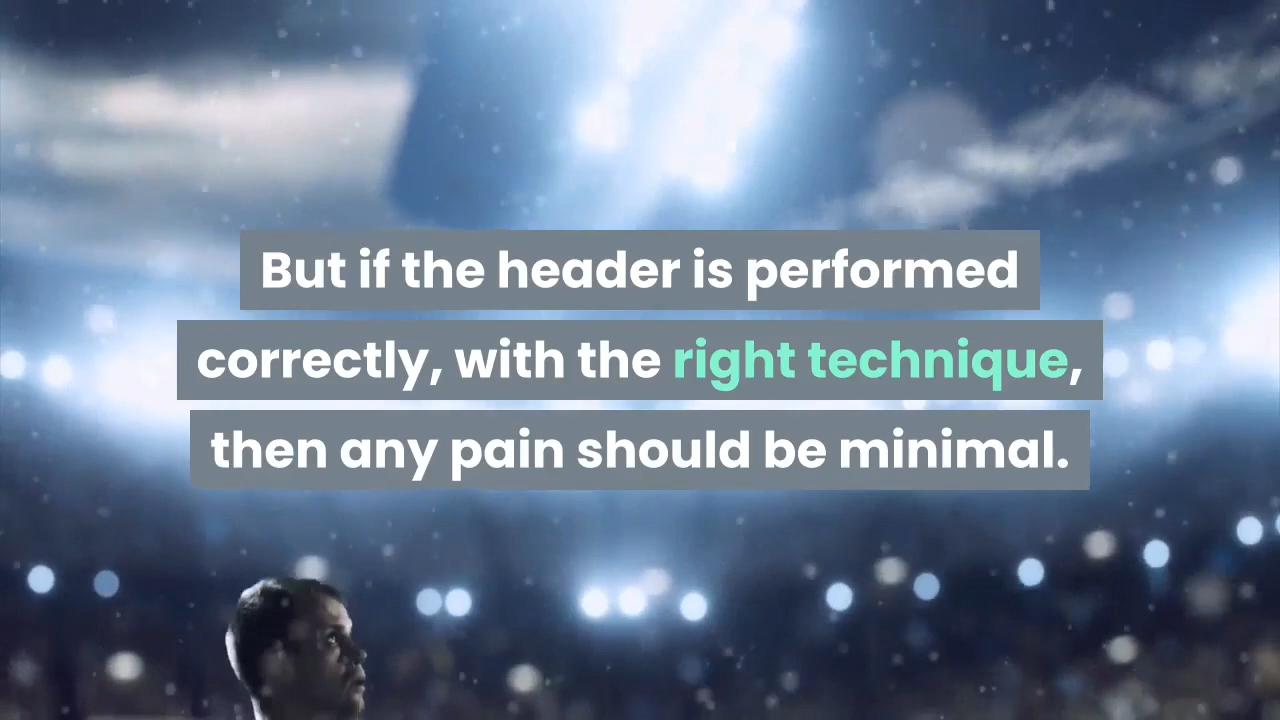 But if the header is performed
correctly, with the right technique,
then any pain should be minimal.